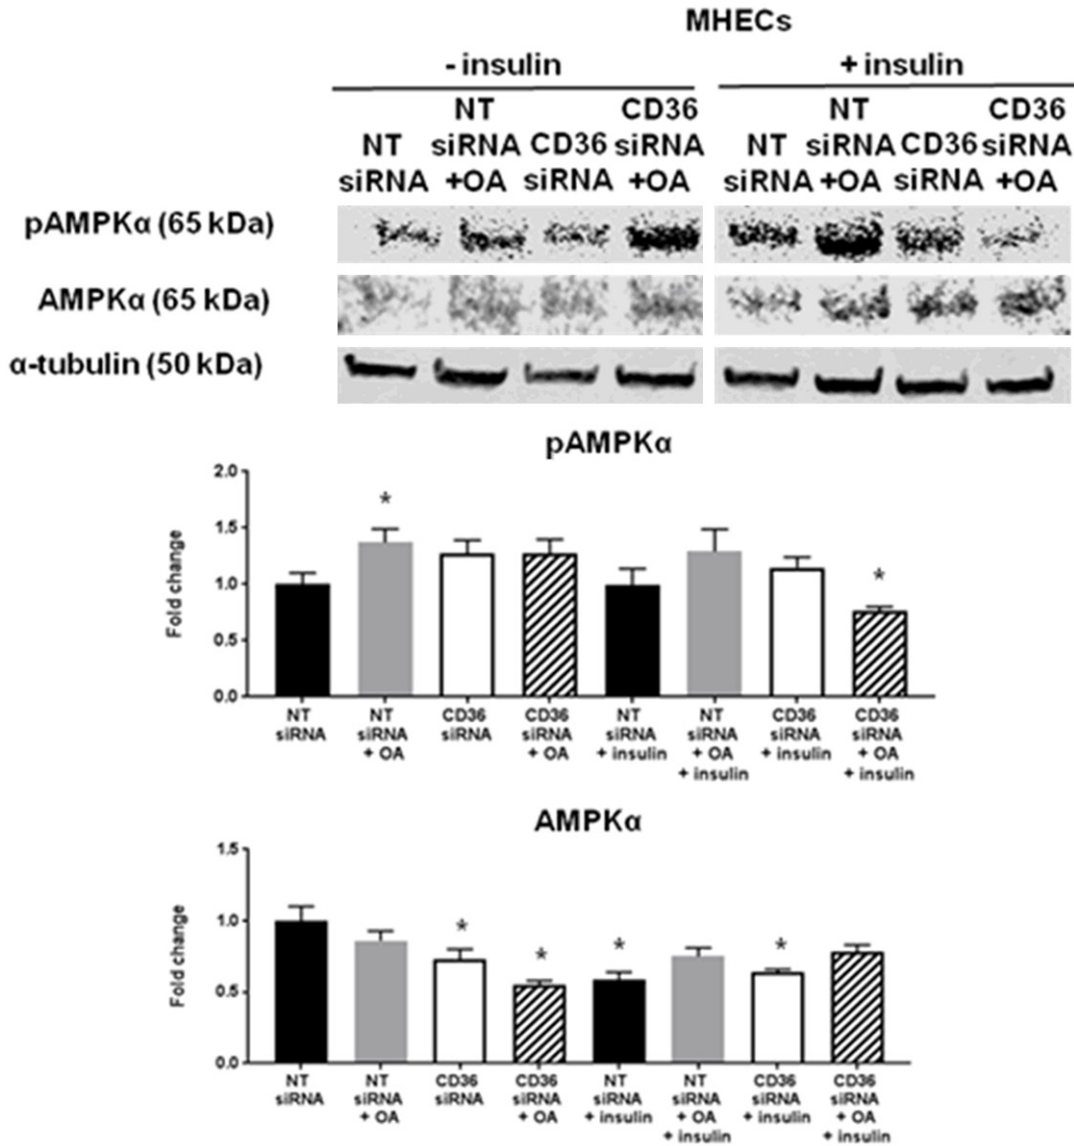 MHECs
- insulin
+ insulin
NT
siRNA
NT
siRNA
+OA
CD36
siRNA
CD36
siRNA
+OA
NT
siRNA
NT
siRNA
+OA
CD36
siRNA
CD36
siRNA
+OA
pAMPKα (65 kDa)
AMPKα (65 kDa)
α-tubulin (50 kDa)
pAMPKα
Fold change
2.0
1.5
1.0
0.5
0.0
*
*
NT
siRNA
NT
siRNA
+ OA
CD36
siRNA
CD36
siRNA
+ OA
NT
siRNA
+ insulin
NT
siRNA
+ OA
+ insulin
CD36
siRNA
+ insulin
CD36
siRNA
+ OA
+ insulin
AMPKα
Fold change
1.5
1.0
0.5
0.0
*
*
*
*
NT
siRNA
NT
siRNA
+ OA
CD36
siRNA
CD36
siRNA
+ OA
NT
siRNA
+ insulin
NT
siRNA
+ OA
+ insulin
CD36
siRNA
+ insulin
CD36
siRNA
+ OA
+ insulin